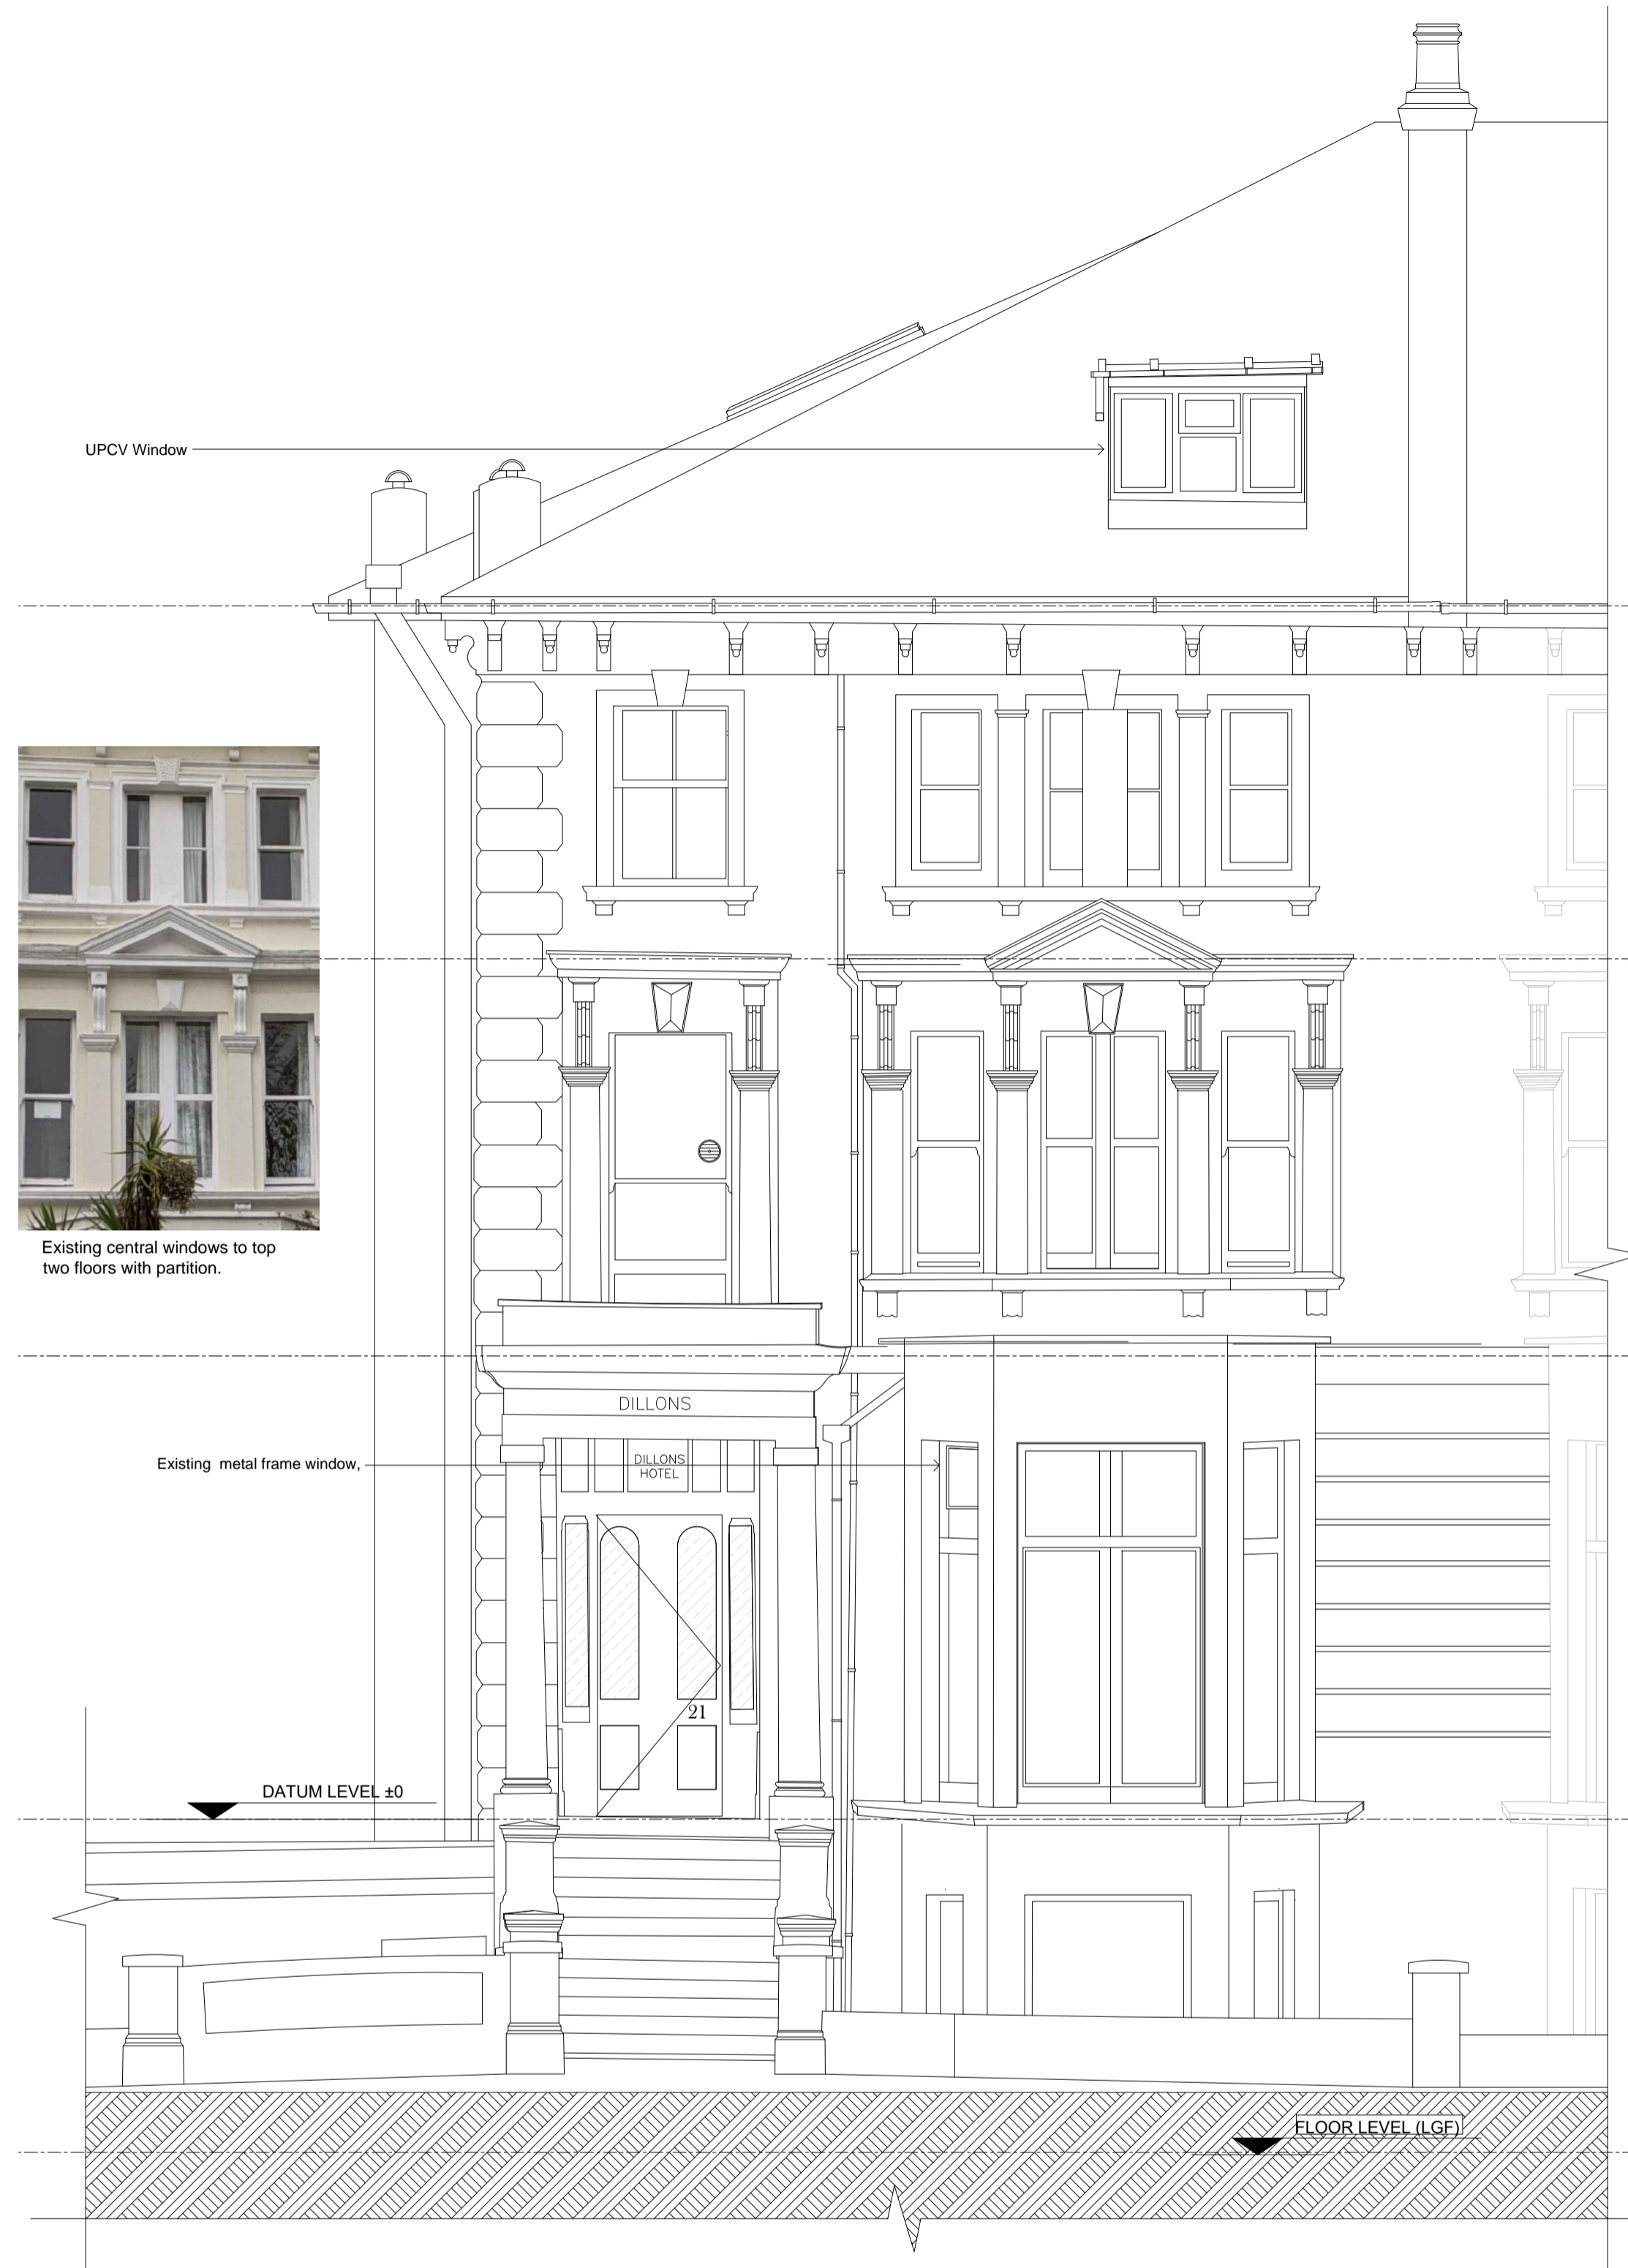 UPCV Window
Existing central windows to top
two floors with partition.
DILLONS
Existing metal frame window,
DILLONS
HOTEL
21
DATUM LEVEL ±0
FLOOR LEVEL (LGF)